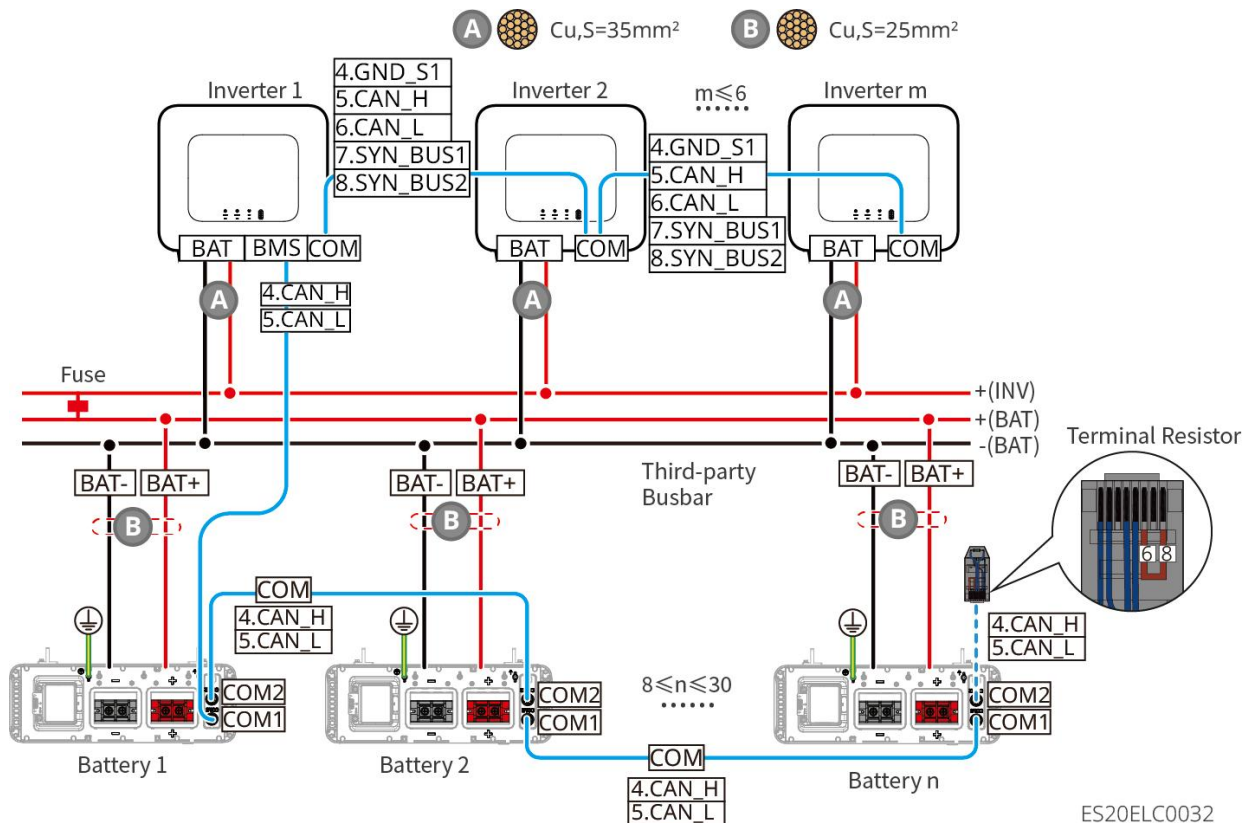 A Cu,S=35mm²
B Cu,S=25mm²
Inverter 1
4.GND_S1
5.CAN_H
6.CAN_L
7.SYN_BUS1
8.SYN_BUS2
Inverter 2
m≤6
Inverter m
4.GND_S1
5.CAN_H
6.CAN_L
7.SYN_BUS1
8.SYN_BUS2
BAT
BMS
COM
BAT
COM
BAT
COM
A
4.CAN_H
5.CAN_L
A
A
Fuse
+(INV)
+(BAT)
-(BAT)
Third-party
Busbar
Terminal Resistor
6 8
BAT-
BAT+
BAT-
BAT+
BAT-
BAT+
B
B
B
COM
4.CAN_H
5.CAN_L
4.CAN_H
5.CAN_L
- +
COM2
COM1
- +
- +
COM2
COM1
- +
8≤n≤30
- +
COM2
COM1
- +
Battery 1
Battery 2
COM
4.CAN_H
5.CAN_L
Battery n
ES20ELC0032